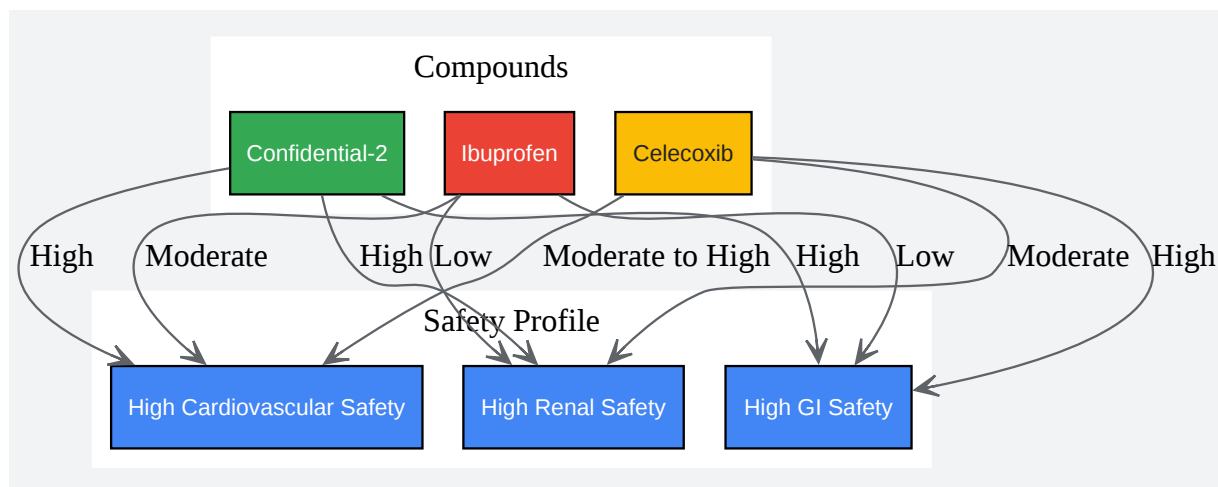 Compounds
Confidential-2
Ibuprofen
Celecoxib
High
Moderate
High
Low
Moderate to High
High
Low
Moderate
High
Safety Profile
High Cardiovascular Safety
High Renal Safety
High GI Safety